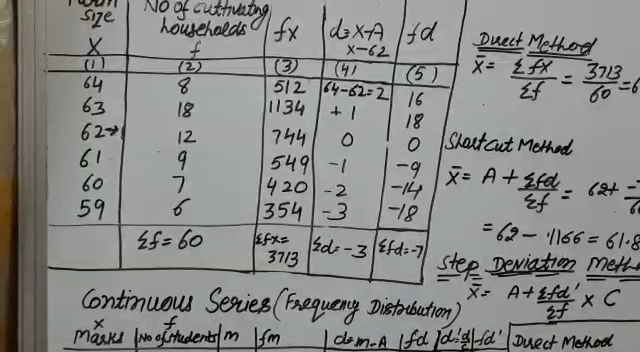 size No of cultivating households fx d=X-A fd
X f x-62
(1) (2) (3) (4) (5)
64 8 512 64-62=2 16
63 18 1134 +1 18
62→ 12 744 0 0
61 9 549 -1 -9
60 7 420 -2 -14
59 6 354 -3 -18
Σf=60 Σfx=3713 Σd=-3 Σfd=-7
Direct Method
X̄ = Σfx/Σf = 3713/60 = 6
Shortcut Method
X̄ = A + Σfd/Σf = 62+
= 62 - .1166 = 61.8
Step Deviation Meth
X̄ = A + Σfd'/Σf × C
Continuous Series (Frequency Distribution)
x f
Marks No of students m fm d=m-A fd d'=d/c fd' Direct Method